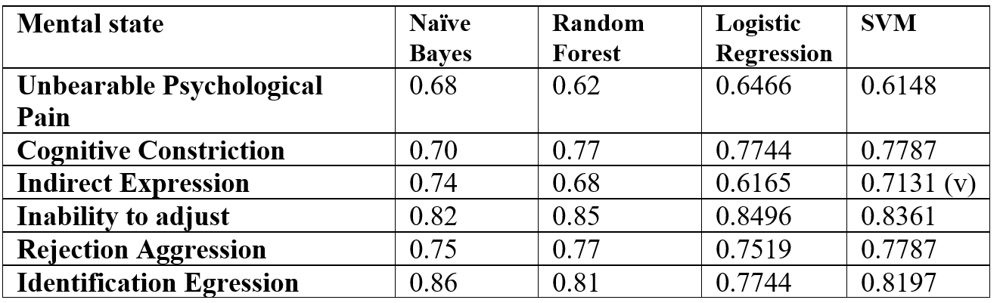 Mental state Naïve Bayes Random Forest Logistic Regression SVM
Unbearable Psychological Pain 0.68 0.62 0.6466 0.6148
Cognitive Constriction 0.70 0.77 0.7744 0.7787
Indirect Expression 0.74 0.68 0.6165 0.7131 (v)
Inability to adjust 0.82 0.85 0.8496 0.8361
Rejection Aggression 0.75 0.77 0.7519 0.7787
Identification Egression 0.86 0.81 0.7744 0.8197